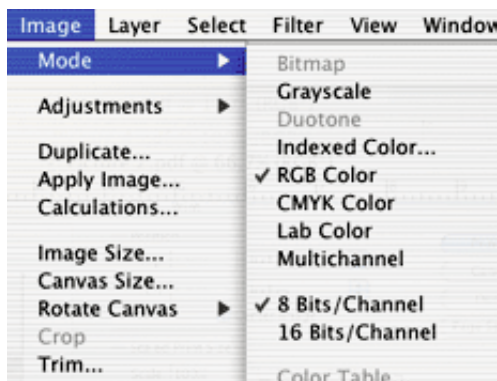 Image Layer Select Filter View Window
Mode
Adjustments
Duplicate...
Apply Image...
Calculations...
Image Size...
Canvas Size...
Rotate Canvas
Crop
Trim...
Bitmap
Grayscale
Duotone
Indexed Color...
RGB Color
CMYK Color
Lab Color
Multichannel
8 Bits/Channel
16 Bits/Channel
Color Table